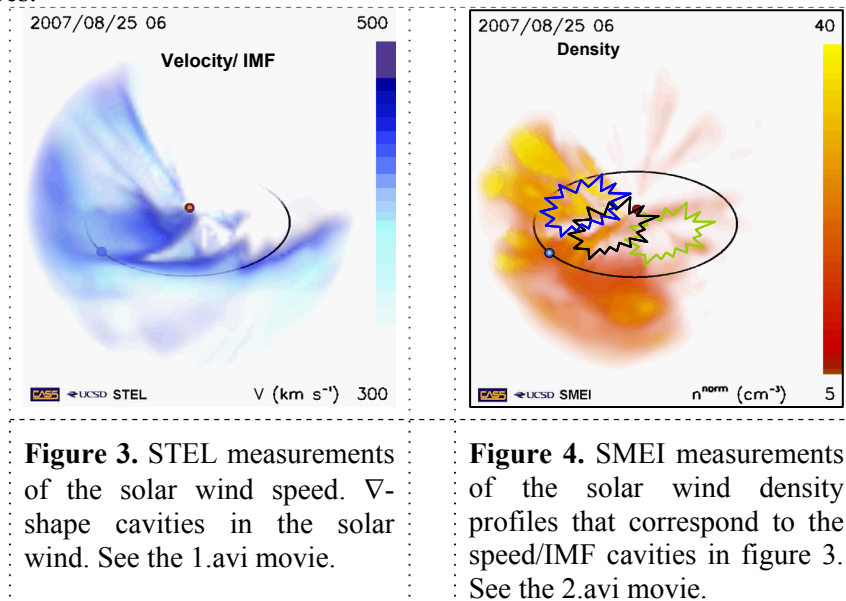 res.
2007/08/25 06 500
Velocity/ IMF
CASS UCSD STEL V (km s⁻¹) 300
Figure 3. STEL measurements
of the solar wind speed. ∇-
shape cavities in the solar
wind. See the 1.avi movie.
2007/08/25 06 40
Density
CASS UCSD SMEI nⁿᵒʳᵐ (cm⁻³) 5
Figure 4. SMEI measurements
of the solar wind density
profiles that correspond to the
speed/IMF cavities in figure 3.
See the 2.avi movie.